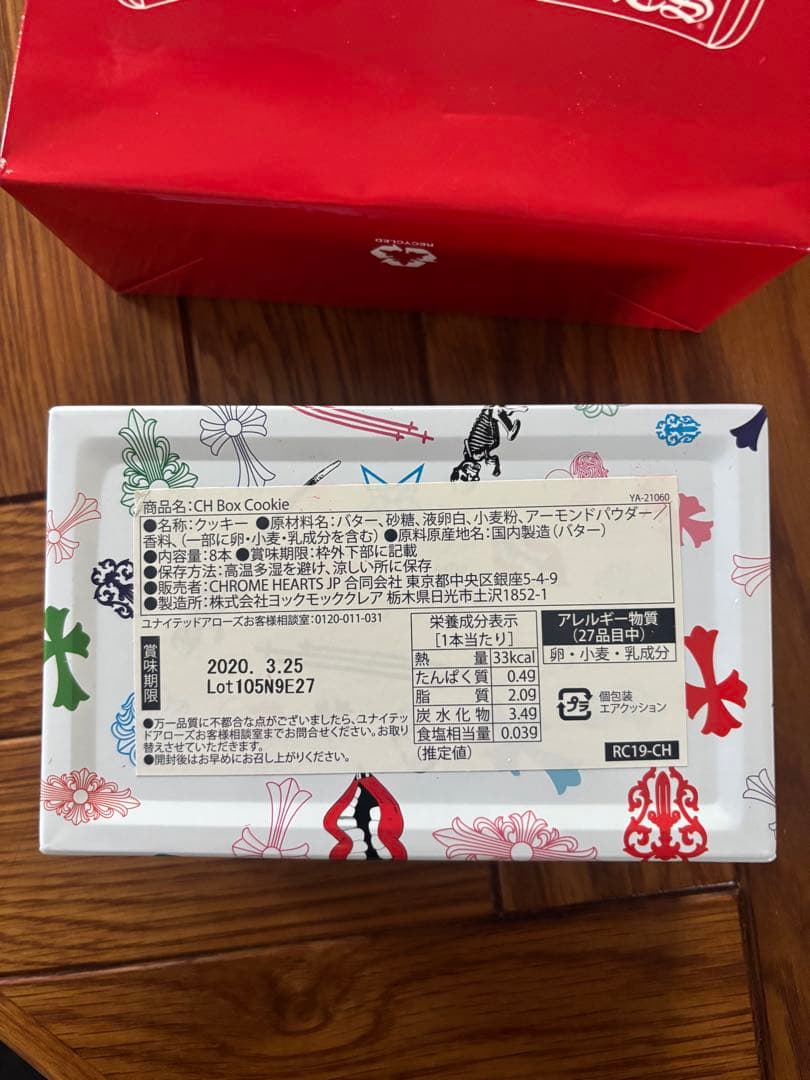 RECYCLED
商品名:CH Box Cookie
YA-21060
●名称:クッキー ●原材料名:バター、砂糖、液卵白、小麦粉、アーモンドパウダー/
香料、(一部に卵・小麦・乳成分を含む) ●原料原産地名:国内製造(バター)
●内容量:8本 ●賞味期限:枠外下部に記載
●保存方法:高温多湿を避け、涼しい所に保存
●販売者:CHROME HEARTS JP 合同会社 東京都中央区銀座5-4-9
●製造所:株式会社ヨックモッククレア 栃木県日光市土沢1852-1
ユナイテッドアローズお客様相談室:0120-011-031
賞味期限
2020. 3.25
Lot105N9E27
●万一品質に不都合な点がございましたら、ユナイテッ
ドアローズお客様相談室までお問合せください。お取り
替えさせていただきます。
●開封後はお早めにお召し上がりください。
栄養成分表示
[1本当たり]
熱量 33kcal
たんぱく質 0.4g
脂質 2.0g
炭水化物 3.4g
食塩相当量 0.03g
(推定値)
アレルギー物質
(27品目中)
卵・小麦・乳成分
プラ
個包装
エアクッション
RC19-CH